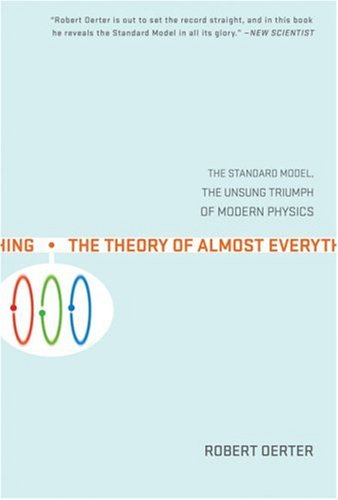 “Robert Oerter is out to set the record straight, and in this book
he reveals the Standard Model in all its glory.” –NEW SCIENTIST
THE STANDARD MODEL,
THE UNSUNG TRIUMPH
OF MODERN PHYSICS
HING • THE THEORY OF ALMOST EVERYTH
ROBERT OERTER